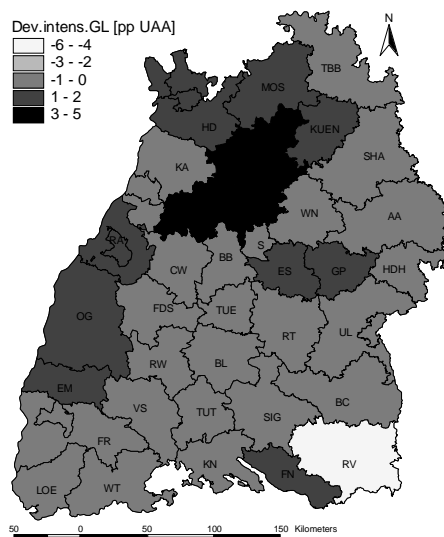 Dev.intens.GL [pp UAA]
-6 - -4
-3 - -2
-1 - 0
1 - 2
3 - 5
N
TBB
MOS
HD
KUEN
KA
SHA
WN
AA
RA
S
CW
BB
ES
GP
HDH
OG
FDS
TUE
RT
UL
RW
BL
EM
VS
TUT
SIG
BC
FR
KN
FN
RV
LOE
WT
50 0 50 100 150 Kilometers